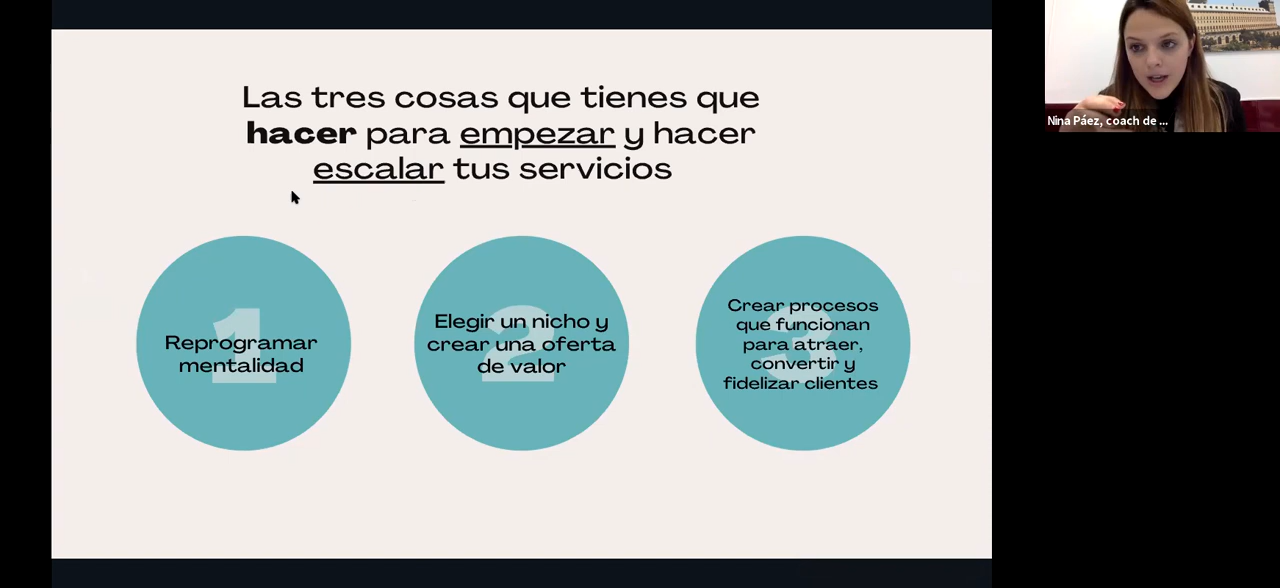 Las tres cosas que tienes que
hacer para empezar y hacer
escalar tus servicios
1
Reprogramar
mentalidad
2
Elegir un nicho y
crear una oferta
de valor
3
Crear procesos
que funcionan
para atraer,
convertir y
fidelizar clientes
Nina Páez, coach de ...